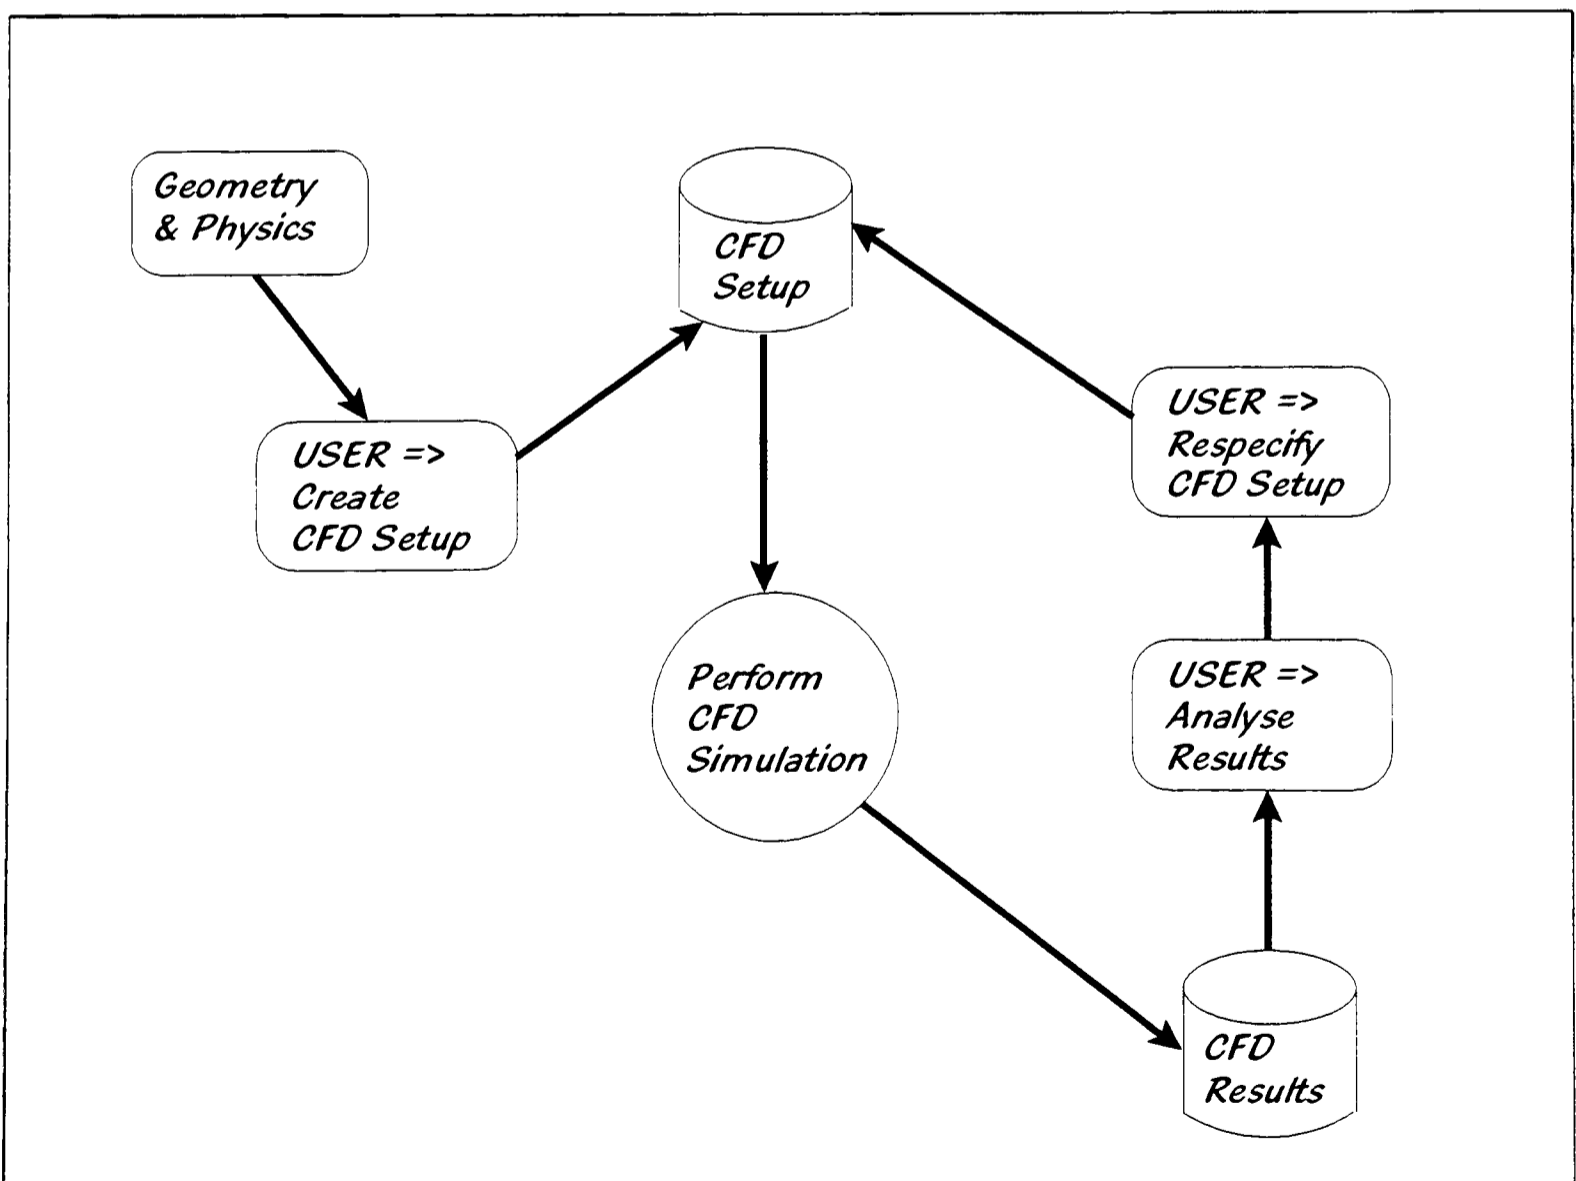 Geometry
& Physics
CFD
Setup
USER =>
Create
CFD Setup
USER =>
Respecify
CFD Setup
Perform
CFD
Simulation
USER =>
Analyse
Results
CFD
Results